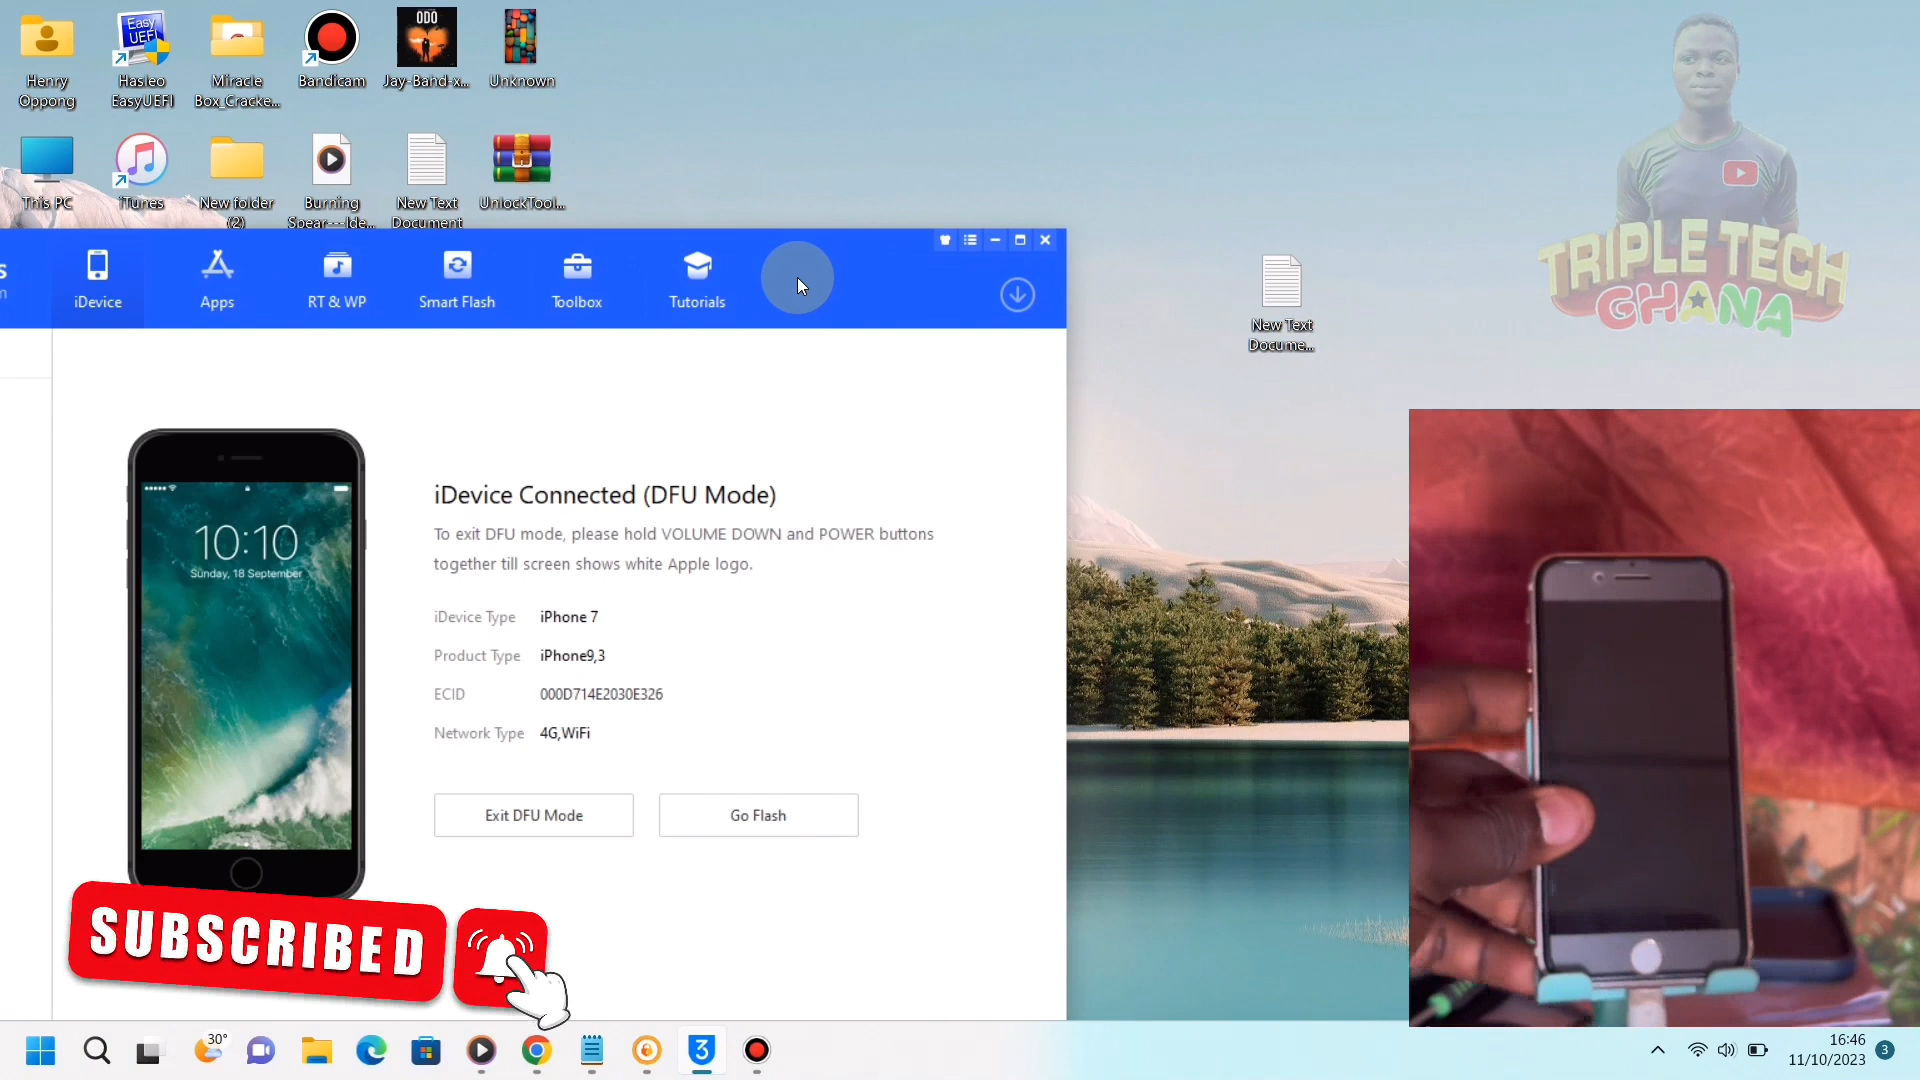 Henry
Oppong
Easy
UEFI
Hasleo
EasyUEFI
Miracle
Box_Cracke...
Bandicam
ODO
Jay-Band-x...
Unknown
This PC
iTunes
New folder
(2)
Burning
Spear---Ide...
New Text
Document
UnlockTool...
iDevice
Apps
RT & WP
Smart Flash
Toolbox
Tutorials
New Text
Docume...
TRIPLE TECH
GHANA
10:10
Sunday, 18 September
iDevice Connected (DFU Mode)
To exit DFU mode, please hold VOLUME DOWN and POWER buttons
together till screen shows white Apple logo.
iDevice Type iPhone 7
Product Type iPhone9,3
ECID 000D714E2030E326
Network Type 4G,WiFi
Exit DFU Mode
Go Flash
SUBSCRIBED
30°
3
16:46
11/10/2023
3